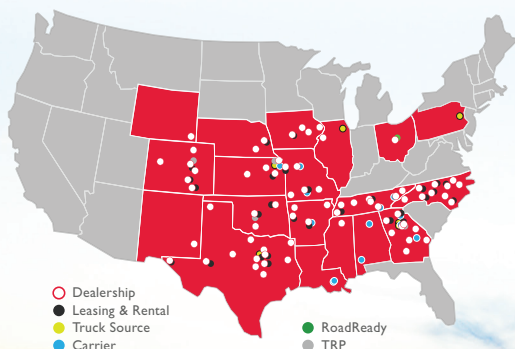 Dealership
Leasing & Rental
Truck Source
Carrier
RoadReady
TRP